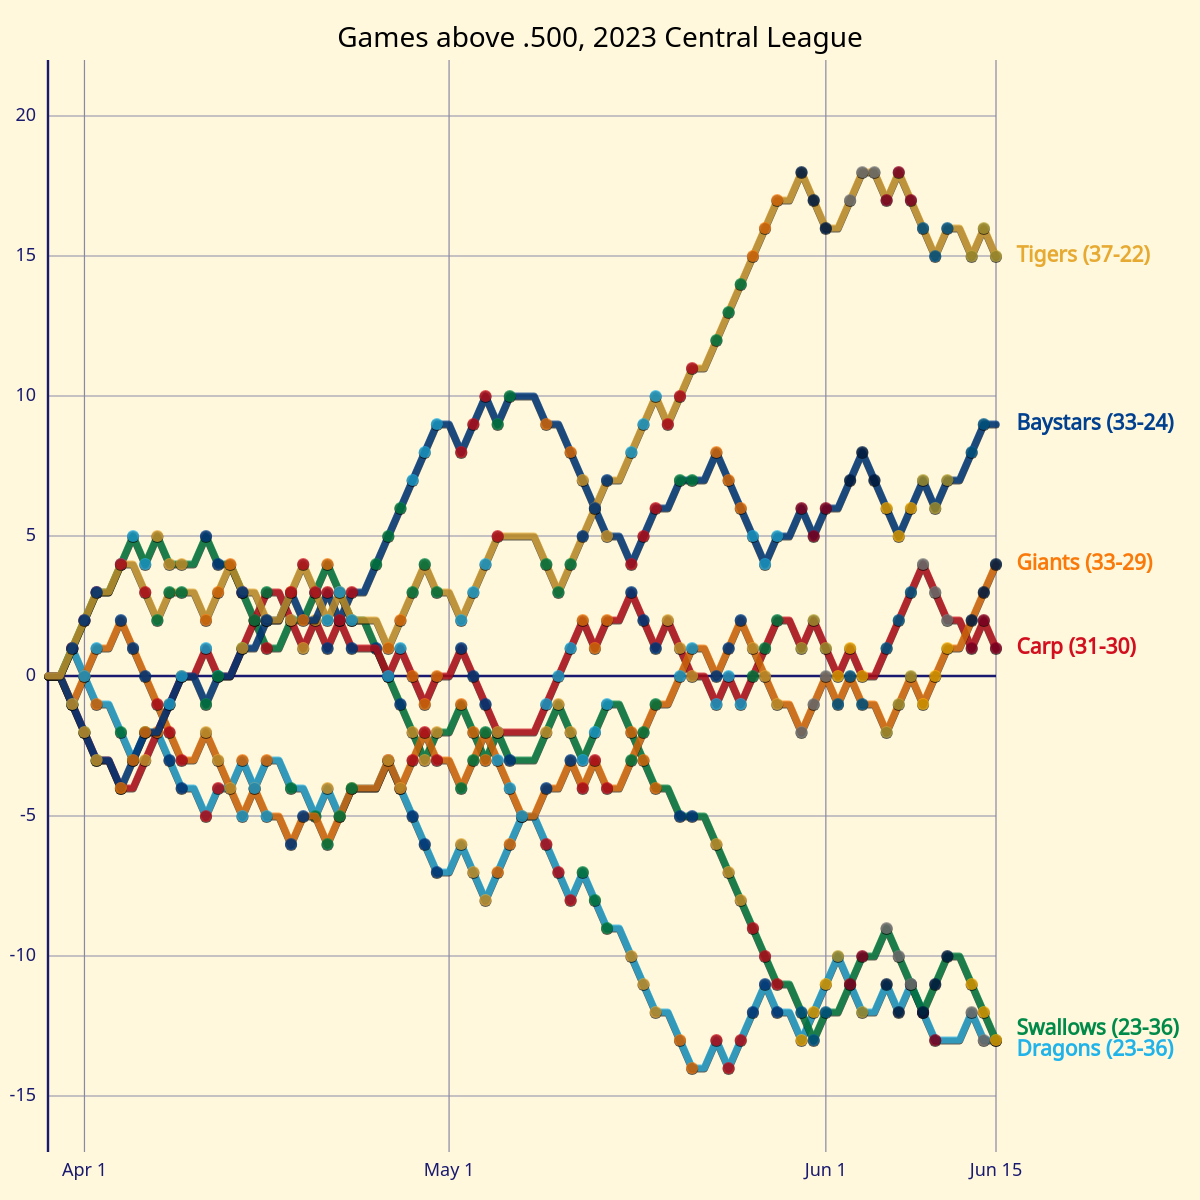 Games above .500, 2023 Central League
20
15
10
5
0
-5
-10
-15
Tigers (37-22)
Baystars (33-24)
Giants (33-29)
Carp (31-30)
Swallows (23-36)
Dragons (23-36)
Apr 1
May 1
Jun 1
Jun 15